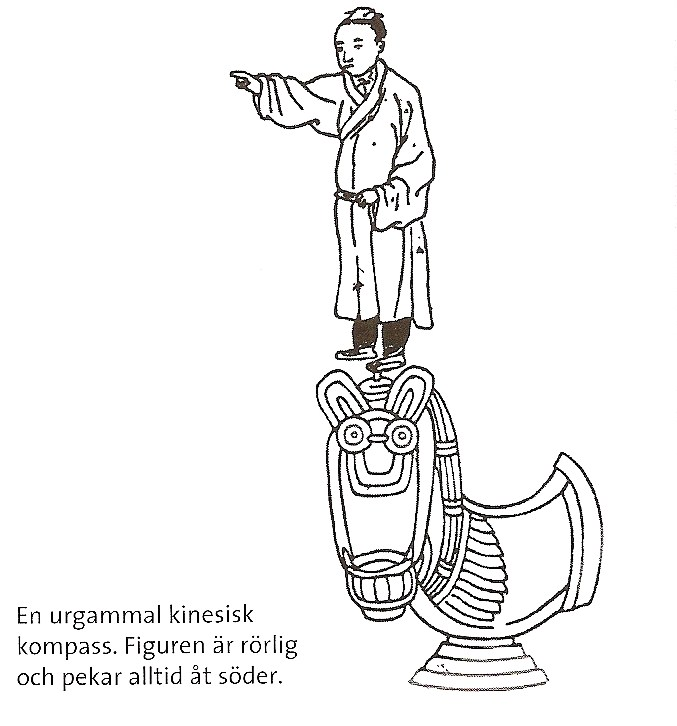 En urgammal kinesisk
kompass. Figuren är rörlig
och pekar alltid åt söder.